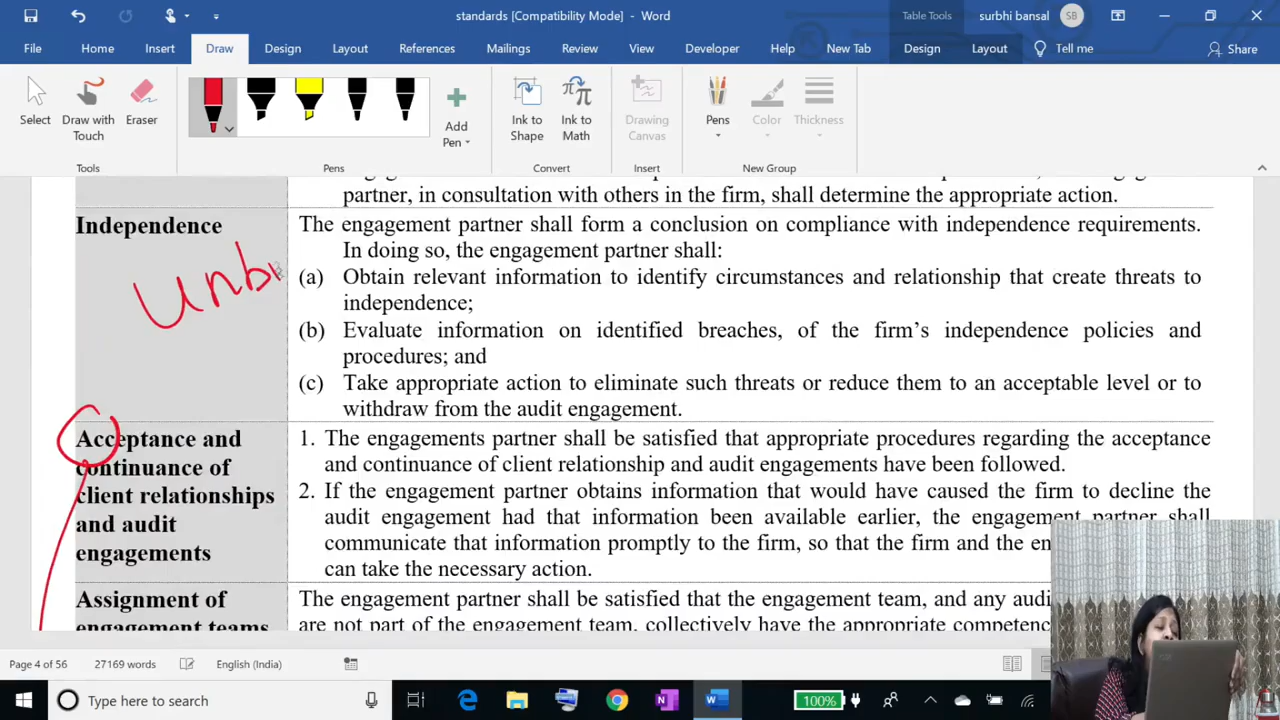 standards [Compatibility Mode] - Word
Table Tools
surbhi bansal
SB
File Home Insert Draw Design Layout References Mailings Review View Developer Help New Tab Design Layout Tell me Share
Select
Draw with Touch
Eraser
Tools
Pens
Add Pen
Ink to Shape
Ink to Math
Convert
Drawing Canvas
Insert
Pens
Color
Thickness
New Group
partner, in consultation with others in the firm, shall determine the appropriate action.
Independence
The engagement partner shall form a conclusion on compliance with independence requirements.
In doing so, the engagement partner shall:
(a) Obtain relevant information to identify circumstances and relationship that create threats to
independence;
(b) Evaluate information on identified breaches, of the firm's independence policies and
procedures; and
(c) Take appropriate action to eliminate such threats or reduce them to an acceptable level or to
withdraw from the audit engagement.
Acceptance and
continuance of
client relationships
and audit
engagements
1. The engagements partner shall be satisfied that appropriate procedures regarding the acceptance
and continuance of client relationship and audit engagements have been followed.
2. If the engagement partner obtains information that would have caused the firm to decline the
audit engagement had that information been available earlier, the engagement partner shall
communicate that information promptly to the firm, so that the firm and the
can take the necessary action.
Assignment of
engagement teams
The engagement partner shall be satisfied that the engagement team, and any
are not part of the engagement team, collectively have the appropriate
Page 4 of 56
27169 words
English (India)
Type here to search
100%